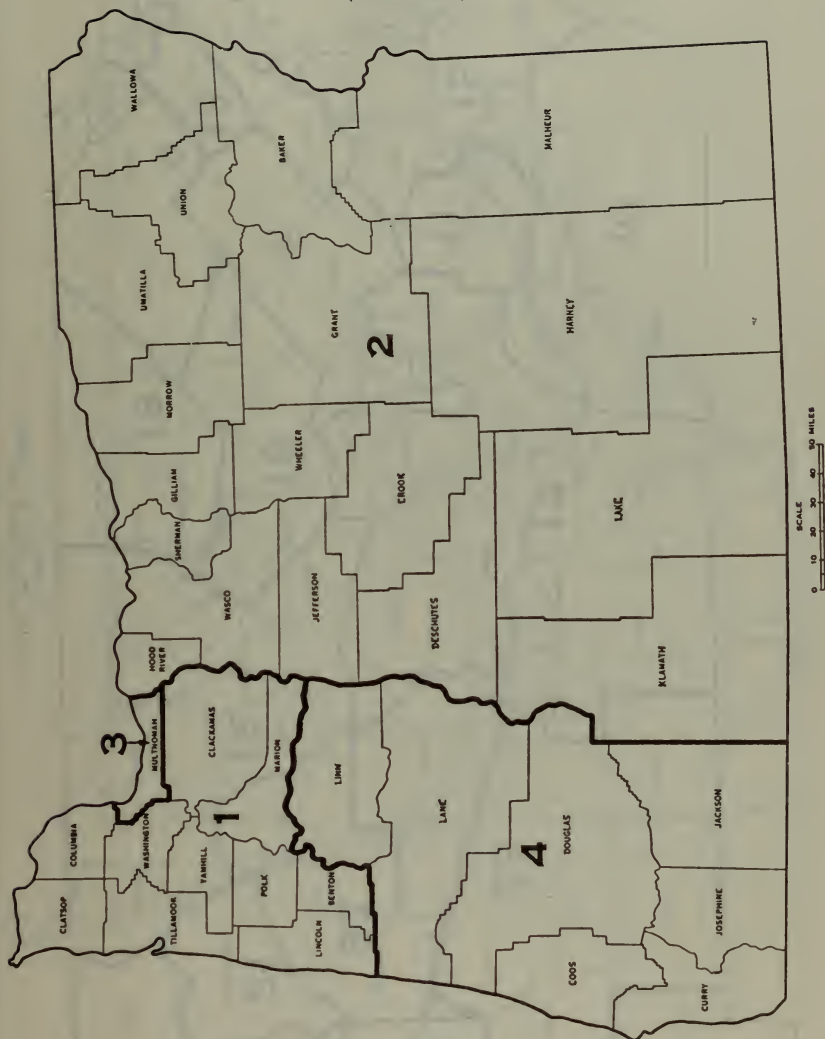 CLATSOP
COLUMBIA
TILLAMOOK
WASHINGTON
3
MULTNOMAH
HOOD
RIVER
YAMHILL
CLACKAMAS
1
POLK
MARION
LINCOLN
BENTON
LINN
LANE
4
DOUGLAS
COOS
CURRY
JOSEPHINE
JACKSON
WASCO
SHERMAN
GILLIAM
MORROW
UMATILLA
UNION
WALLOWA
BAKER
WHEELER
JEFFERSON
GRANT
2
CROOK
DESCHUTES
KLAMATH
LAKE
HARNEY
MALHEUR
SCALE
0 10 20 30 40 50 MILES